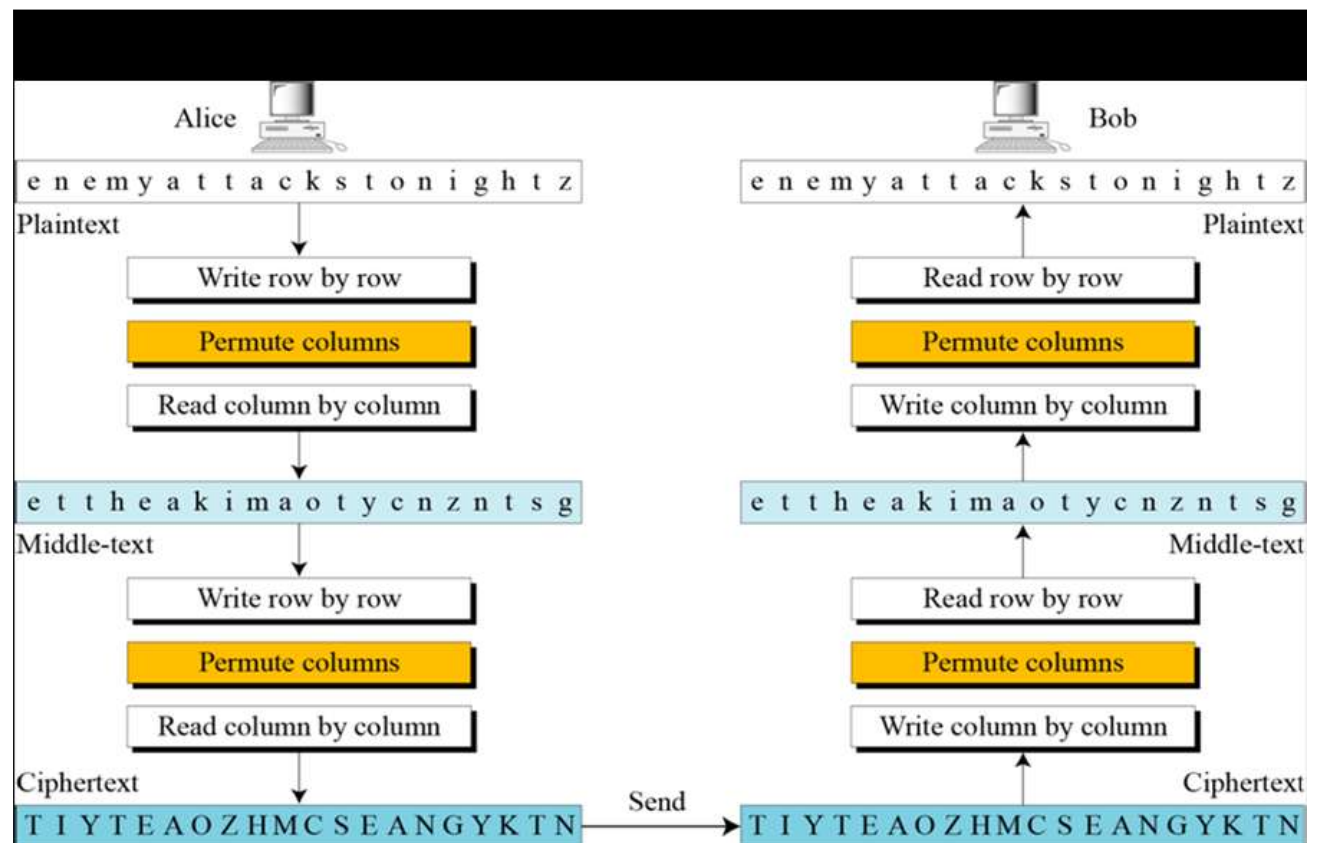 Alice
Bob
e n e m y a t t a c k s t o n i g h t z
e n e m y a t t a c k s t o n i g h t z
Plaintext
Plaintext
Write row by row
Read row by row
Permute columns
Permute columns
Read column by column
Write column by column
e t t h e a k i m a o t y c n z n t s g
e t t h e a k i m a o t y c n z n t s g
Middle-text
Middle-text
Write row by row
Read row by row
Permute columns
Permute columns
Read column by column
Write column by column
Ciphertext
Ciphertext
Send
T I Y T E A O Z H M C S E A N G Y K T N
T I Y T E A O Z H M C S E A N G Y K T N